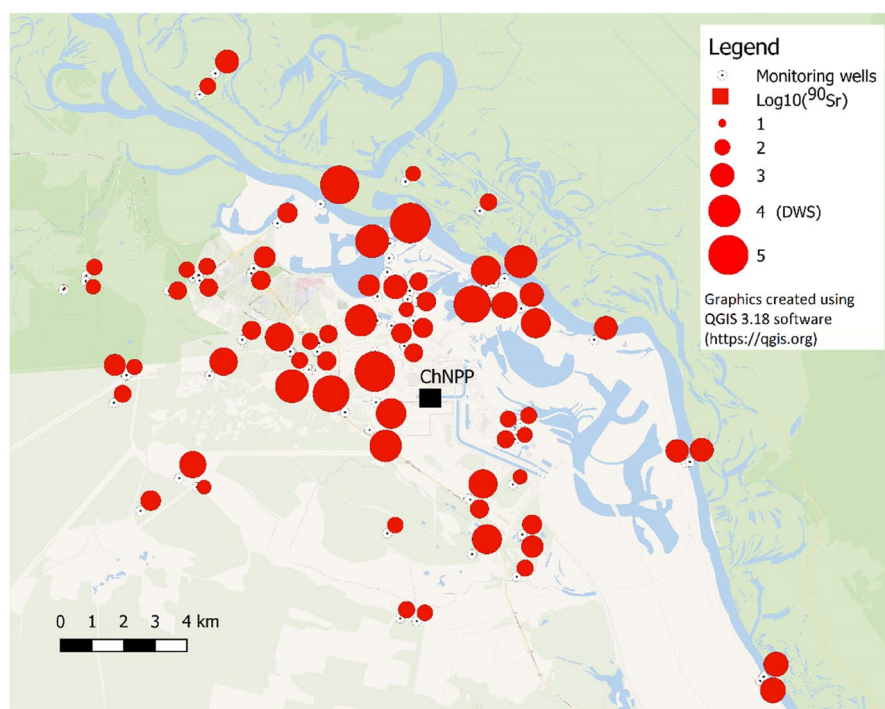 Legend
Monitoring wells
Log10(⁹⁰Sr)
1
2
3
4 (DWS)
5
Graphics created using
QGIS 3.18 software
(https://qgis.org)
ChNPP
0 1 2 3 4 km